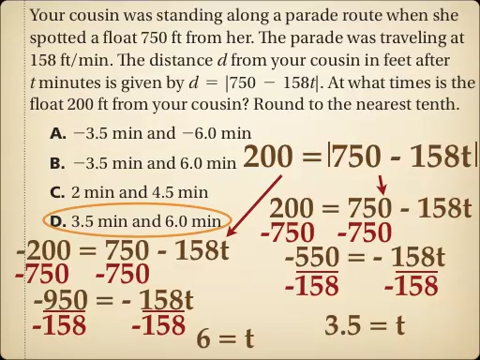 Your cousin was standing along a parade route when she
spotted a float 750 ft from her. The parade was traveling at
158 ft/min. The distance d from your cousin in feet after
t minutes is given by d = |750 − 158t|. At what times is the
float 200 ft from your cousin? Round to the nearest tenth.
A. −3.5 min and −6.0 min
B. −3.5 min and 6.0 min
C. 2 min and 4.5 min
D. 3.5 min and 6.0 min
200 = |750 - 158t|
200 = 750 - 158t
-750 -750
-550 = - 158t
-158 -158
3.5 = t
-200 = 750 - 158t
-750 -750
-950 = - 158t
-158 -158
6 = t